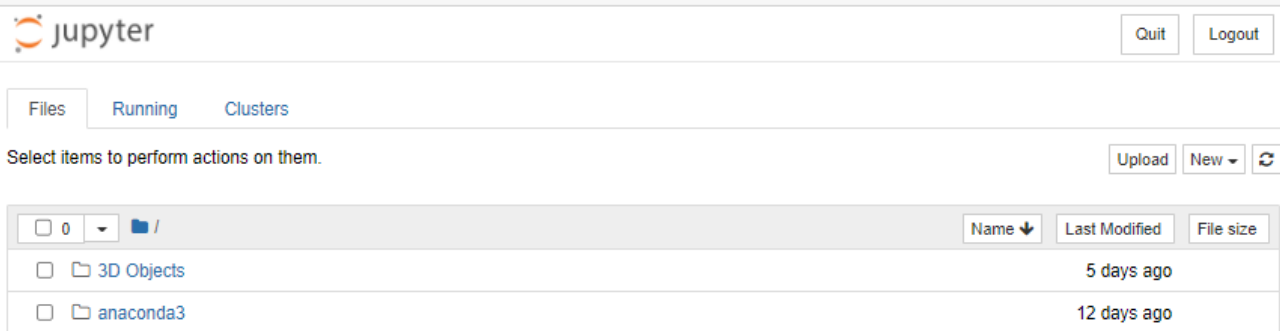 jupyter Quit Logout
Files Running Clusters
Select items to perform actions on them. Upload New
0 / Name Last Modified File size
3D Objects 5 days ago
anaconda3 12 days ago